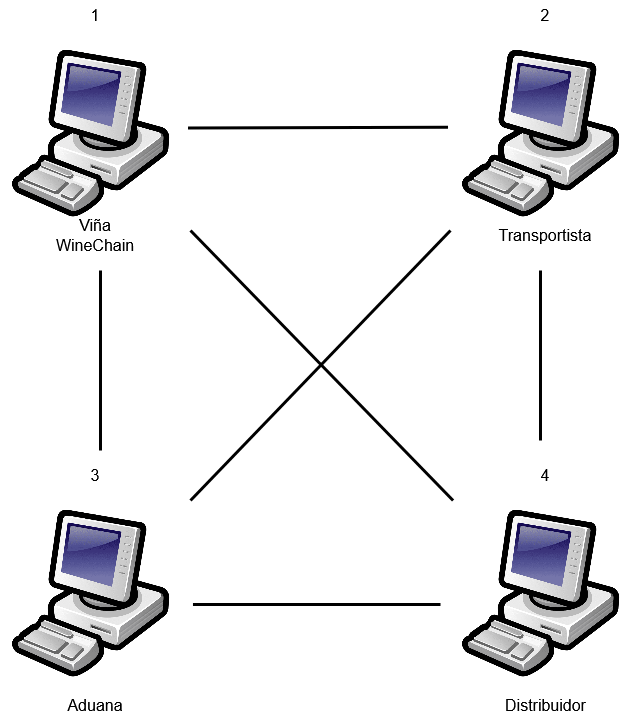 1
2
Viña
WineChain
Transportista
3
4
Aduana
Distribuidor